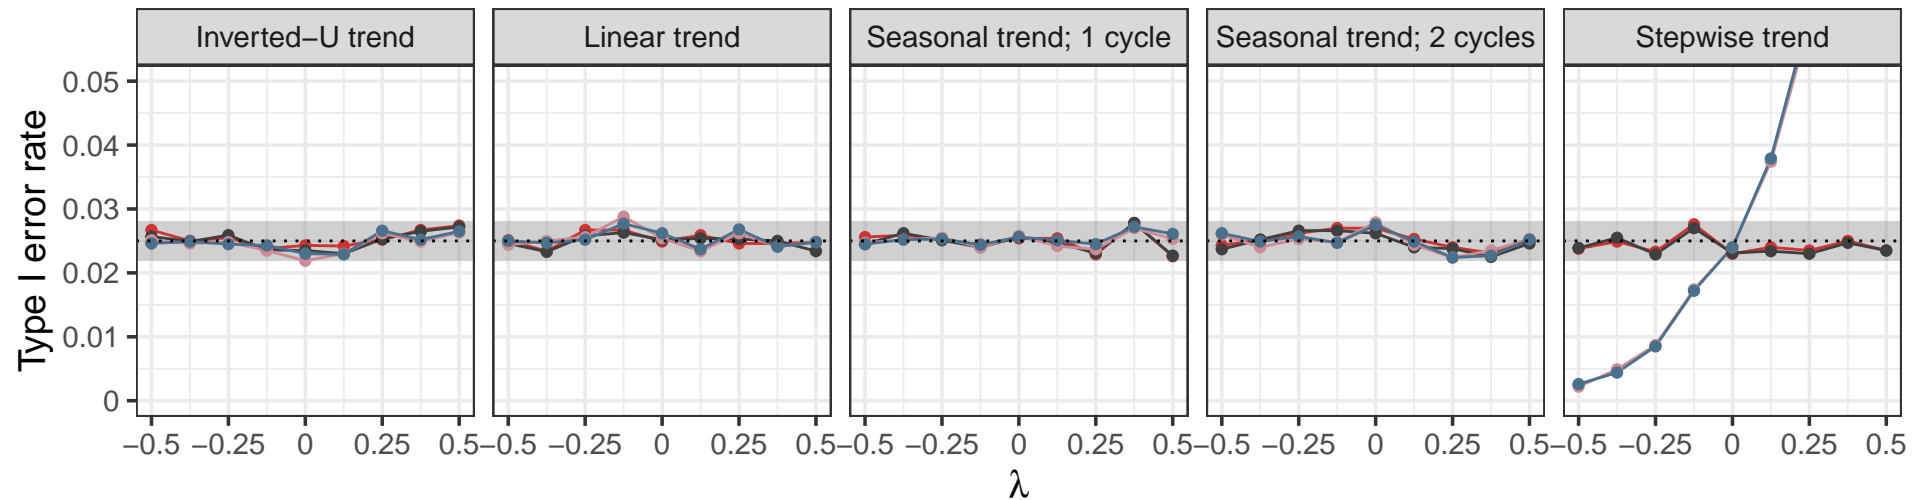 Inverted–U trend
Linear trend
Seasonal trend; 1 cycle
Seasonal trend; 2 cycles
Stepwise trend
Type I error rate
0.05
0.04
0.03
0.02
0.01
0
−0.5 −0.25 0 0.25 0.5
−0.5 −0.25 0 0.25 0.5
−0.5 −0.25 0 0.25 0.5
−0.5 −0.25 0 0.25 0.5
−0.5 −0.25 0 0.25 0.5
λ